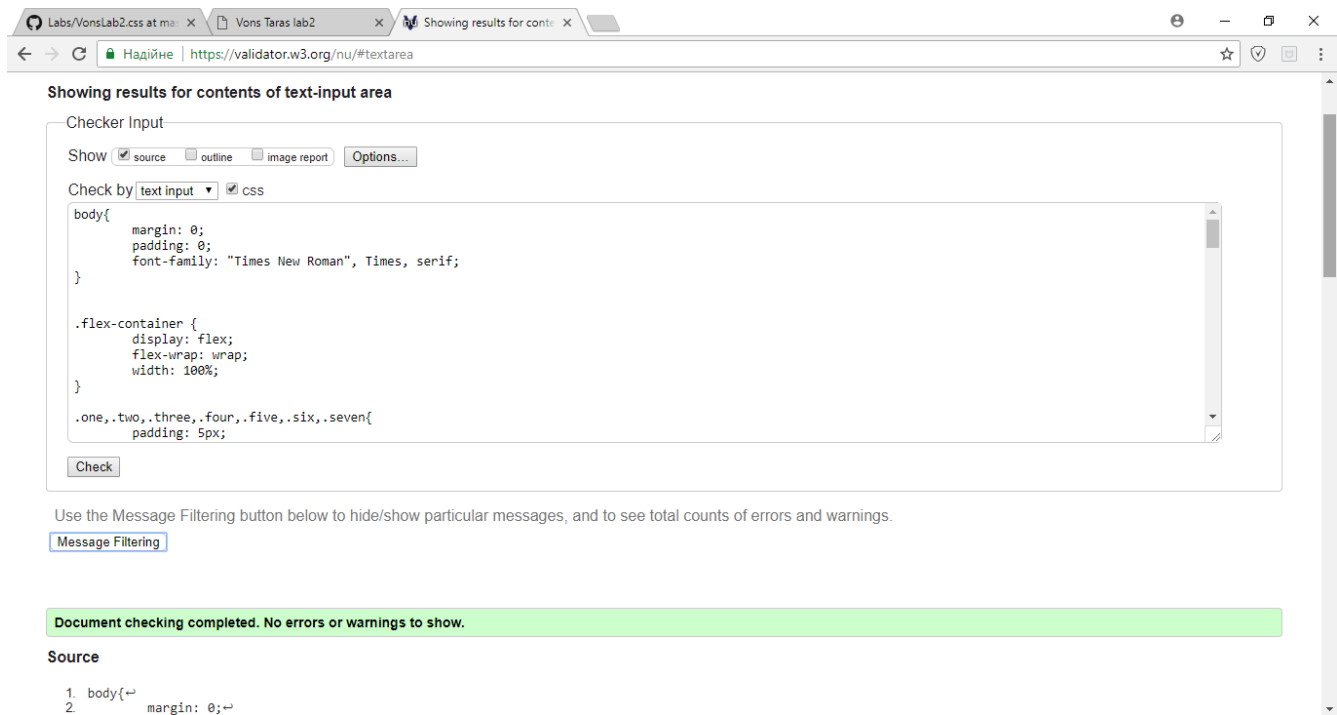 Labs/VonsLab2.css at mas
Vons Taras lab2
Showing results for conte
Надійне
https://validator.w3.org/nu/#textarea
Showing results for contents of text-input area
Checker Input
Show source outline image report Options...
Check by text input css
body{
margin: 0;
padding: 0;
font-family: "Times New Roman", Times, serif;
}
.flex-container {
display: flex;
flex-wrap: wrap;
width: 100%;
}
.one,.two,.three,.four,.five,.six,.seven{
padding: 5px;
Check
Use the Message Filtering button below to hide/show particular messages, and to see total counts of errors and warnings.
Message Filtering
Document checking completed. No errors or warnings to show.
Source
1. body{↩
2. margin: 0;↩